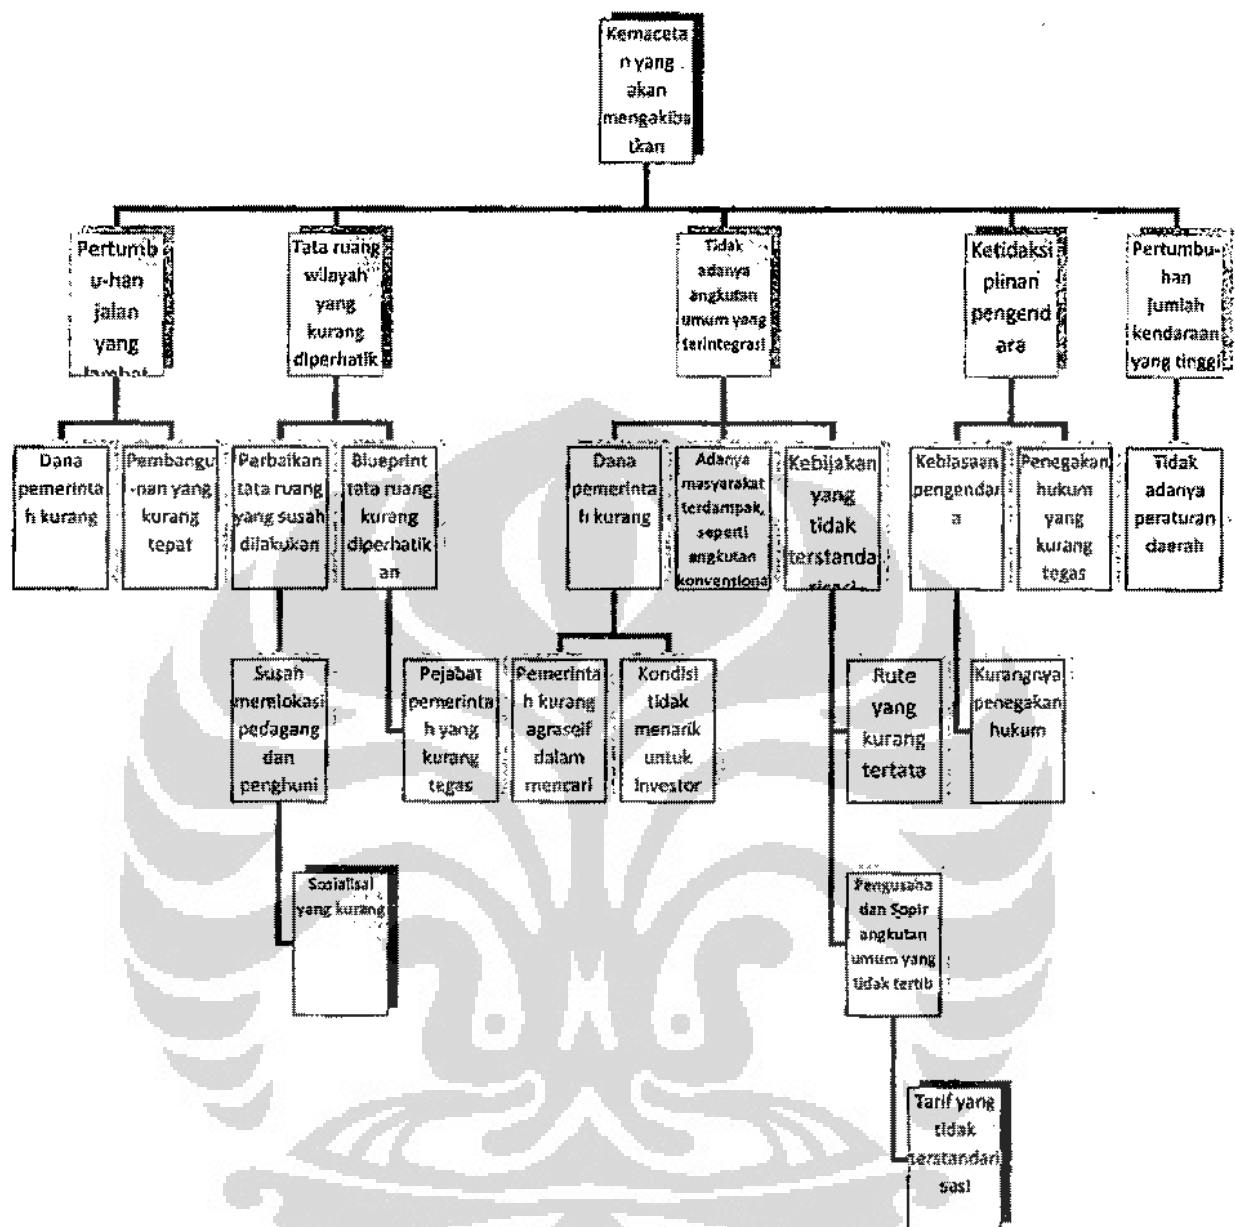 Kemaceta
n yang
akan
mengakiba
tkan
Pertumb
u-han
jalan
yang
lambat
Tata ruang
wilayah
yang
kurang
diperhatik
Tidak
adanya
angkutan
umum yang
terintegrasi
Ketidaksi
plinan
pengend
ara
Pertumbu-
han
jumlah
kendaraan
yang tinggi
Dana
pemerinta
h kurang
Pembangu
-nan yang
kurang
tepat
Perbaikan
tata ruang
yang susah
dilakukan
Blueprint
tata ruang
kurang
diperhatik
an
Dana
pemerinta
h kurang
Adanya
masyarakat
terdampak,
seperti
angkutan
konventiona
Kebijakan
yang
tidak
terstanda
risasi
Kebiasaan
pengendar
a
Penegakan
hukum
yang
kurang
tegas
Tidak
adanya
peraturan
daerah
Susah
merelokasi
pedagang
dan
penghuni
Pejabat
pemerinta
h yang
kurang
tegas
Pemerinta
h kurang
agraseif
dalam
mencari
Kondisi
tidak
menarik
untuk
investor
Rute
yang
kurang
tertata
Kurangnya
penegakan
hukum
Sosialisai
yang kurang
Pengusaha
dan Sopir
angkutan
umum yang
tidak tertib
Tarif yang
tidak
terstandari
sasi